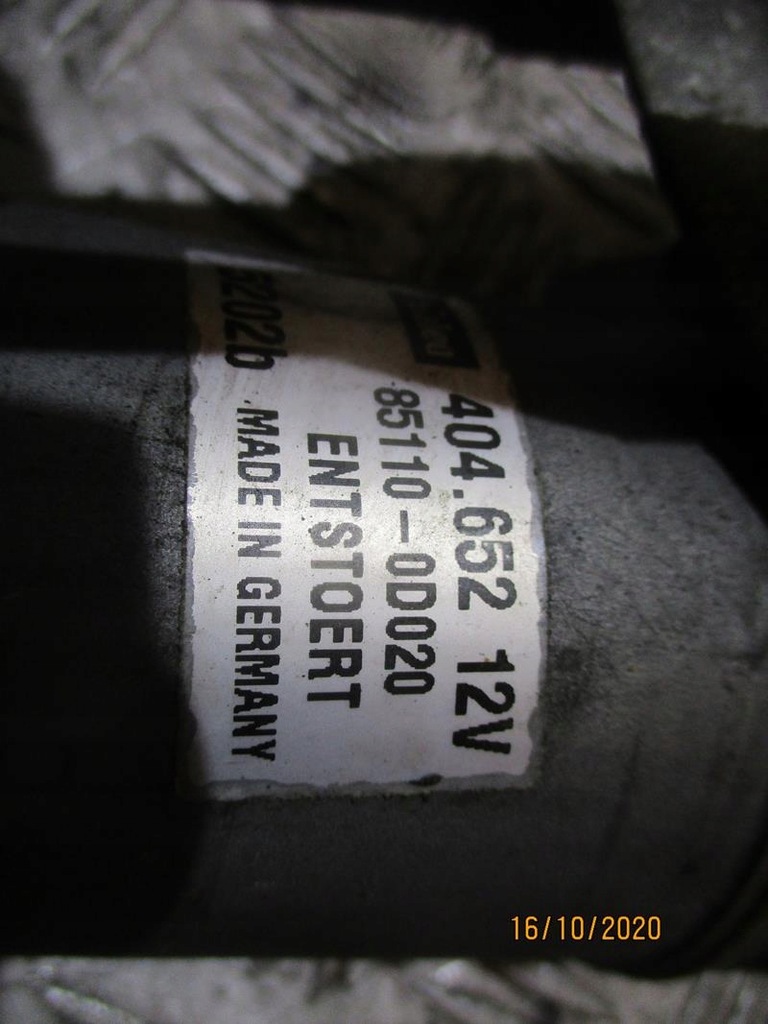 404.652 12V
85110-0D020
ENTSTOERT
MADE IN GERMANY
16/10/2020